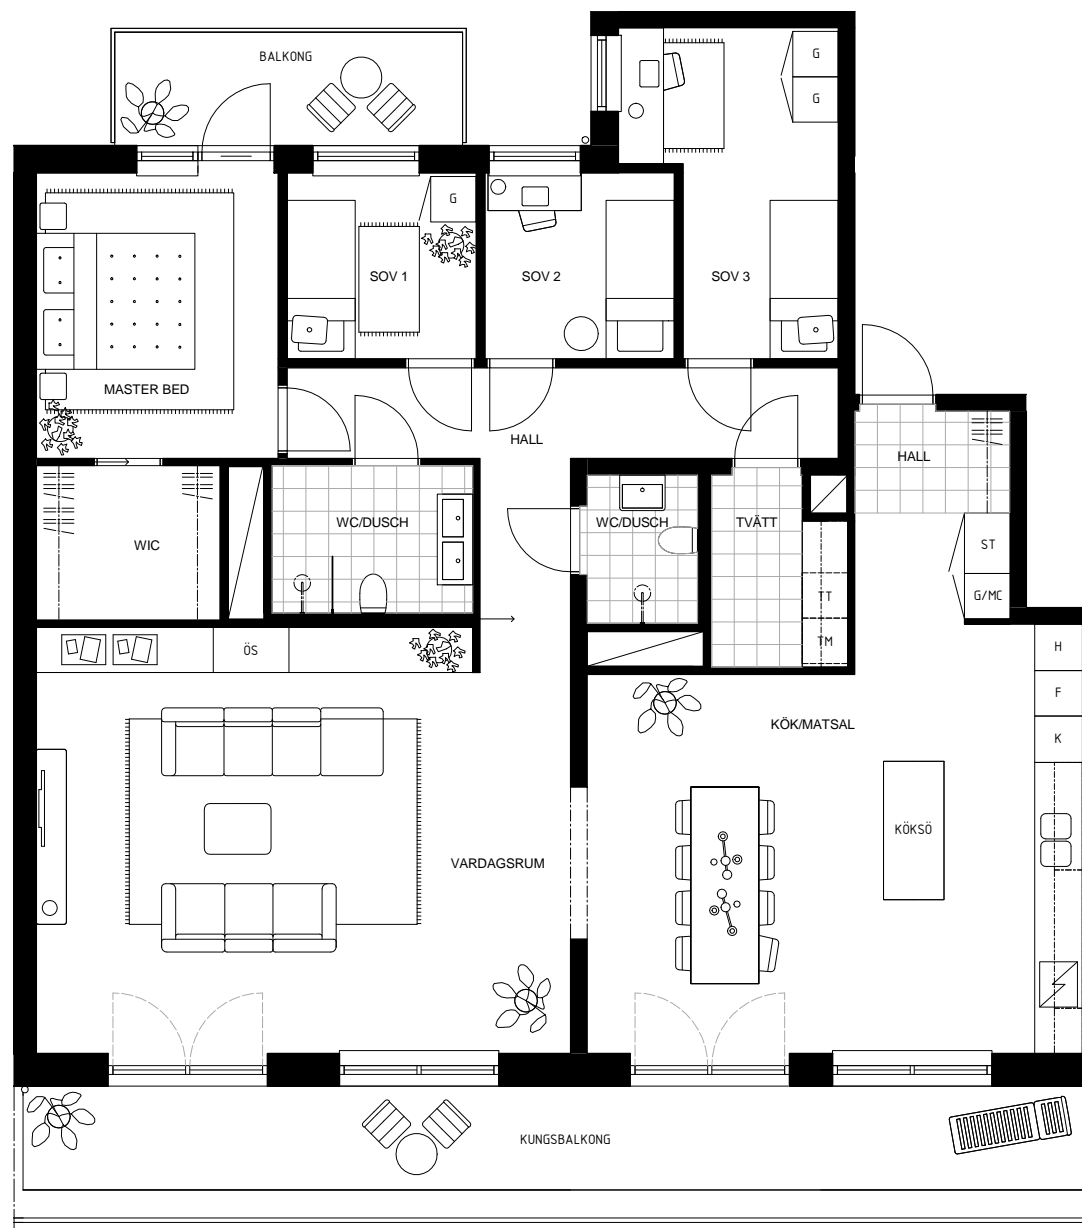 BALKONG
G
G
G
SOV 1
SOV 2
SOV 3
MASTER BED
HALL
HALL
WC/DUSCH
WC/DUSCH
TVÄTT
WIC
ST
G/MC
TT
TM
ÖS
H
F
K
KÖK/MATSAL
KÖKSÖ
VARDAGSRUM
KUNGSBALKONG